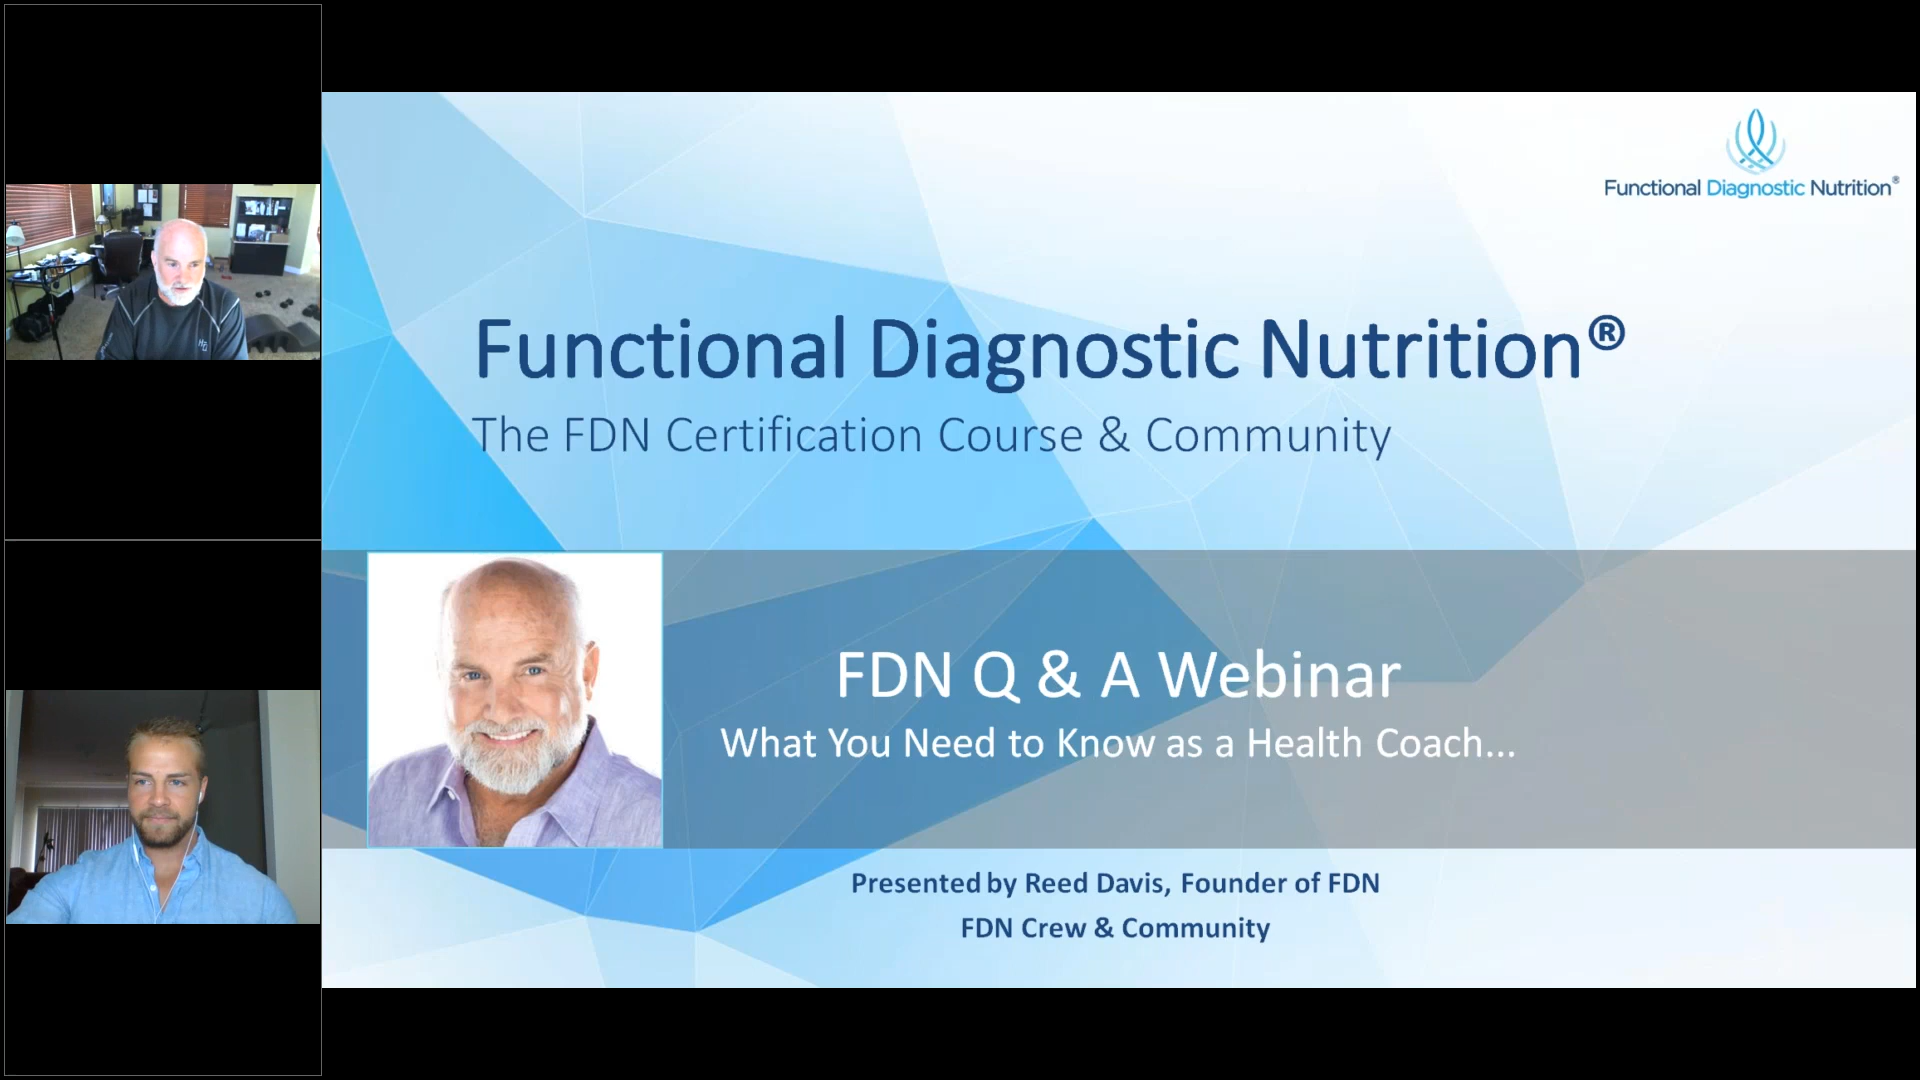 Functional Diagnostic Nutrition®
Functional Diagnostic Nutrition®
The FDN Certification Course & Community
FDN Q & A Webinar
What You Need to Know as a Health Coach...
Presented by Reed Davis, Founder of FDN
FDN Crew & Community